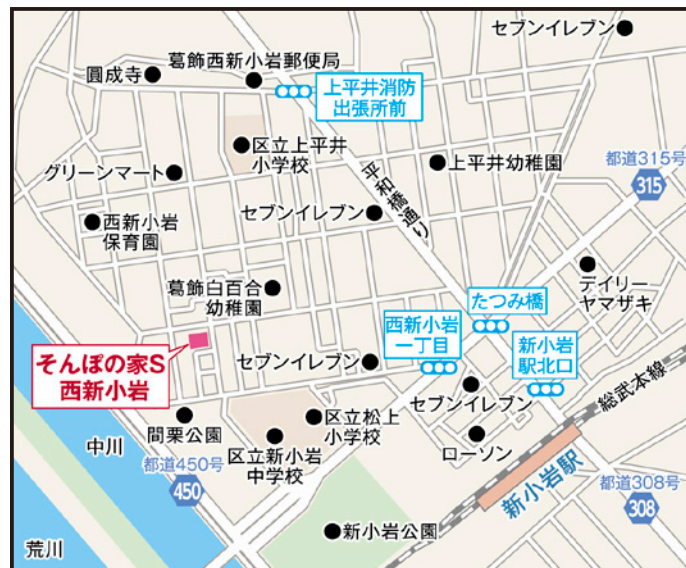 セブンイレブン
葛飾西新小岩郵便局
圓成寺
上平井消防
出張所前
区立上平井
小学校
上平井幼稚園
都道315号
315
グリーンマート
平和橋通り
西新小岩
保育園
セブンイレブン
デイリー
ヤマザキ
葛飾白百合
幼稚園
たつみ橋
西新小岩
一丁目
新小岩
駅北口
そんぽの家S
西新小岩
セブンイレブン
セブンイレブン
総武本線
間栗公園
区立松上
小学校
区立新小岩
中学校
ローソン
中川
都道450号
450
新小岩駅
都道308号
308
新小岩公園
荒川